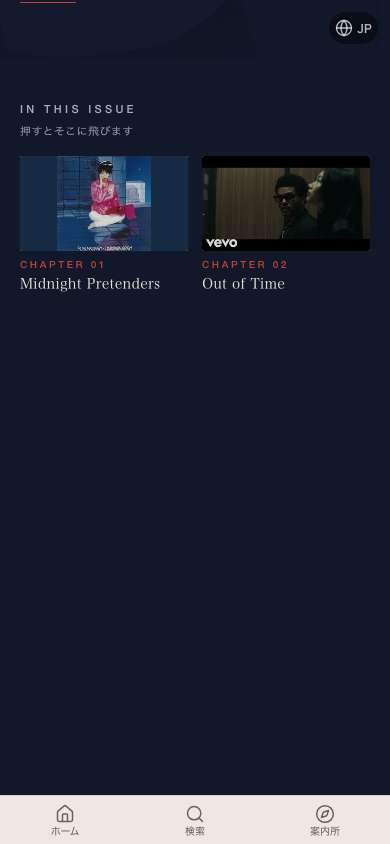 JP
IN THIS ISSUE
押すとそこに飛びます
vevo
CHAPTER 01
Midnight Pretenders
CHAPTER 02
Out of Time
ホーム
検索
案内所